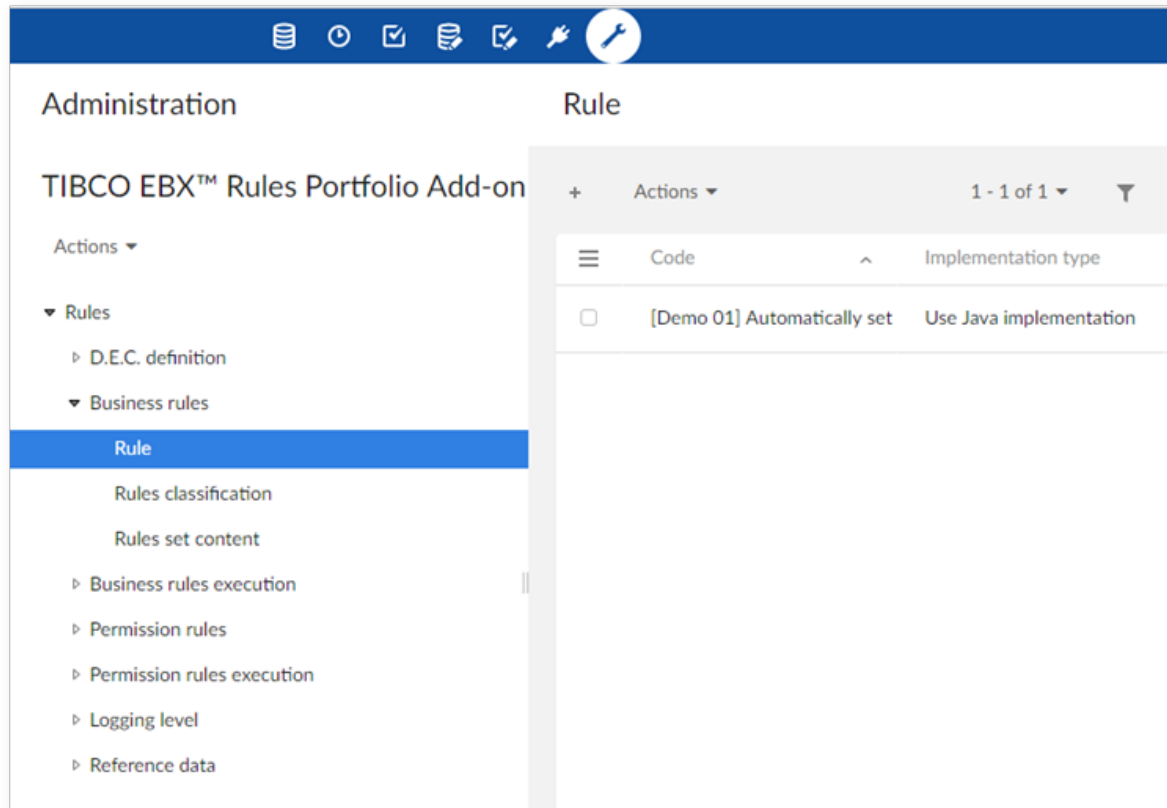 Administration
TIBCO EBX™ Rules Portfolio Add-on
Actions
Rules
D.E.C. definition
Business rules
Rule
Rules classification
Rules set content
Business rules execution
Permission rules
Permission rules execution
Logging level
Reference data
Rule
+ Actions 1 - 1 of 1
Code Implementation type
[Demo 01] Automatically set Use Java implementation